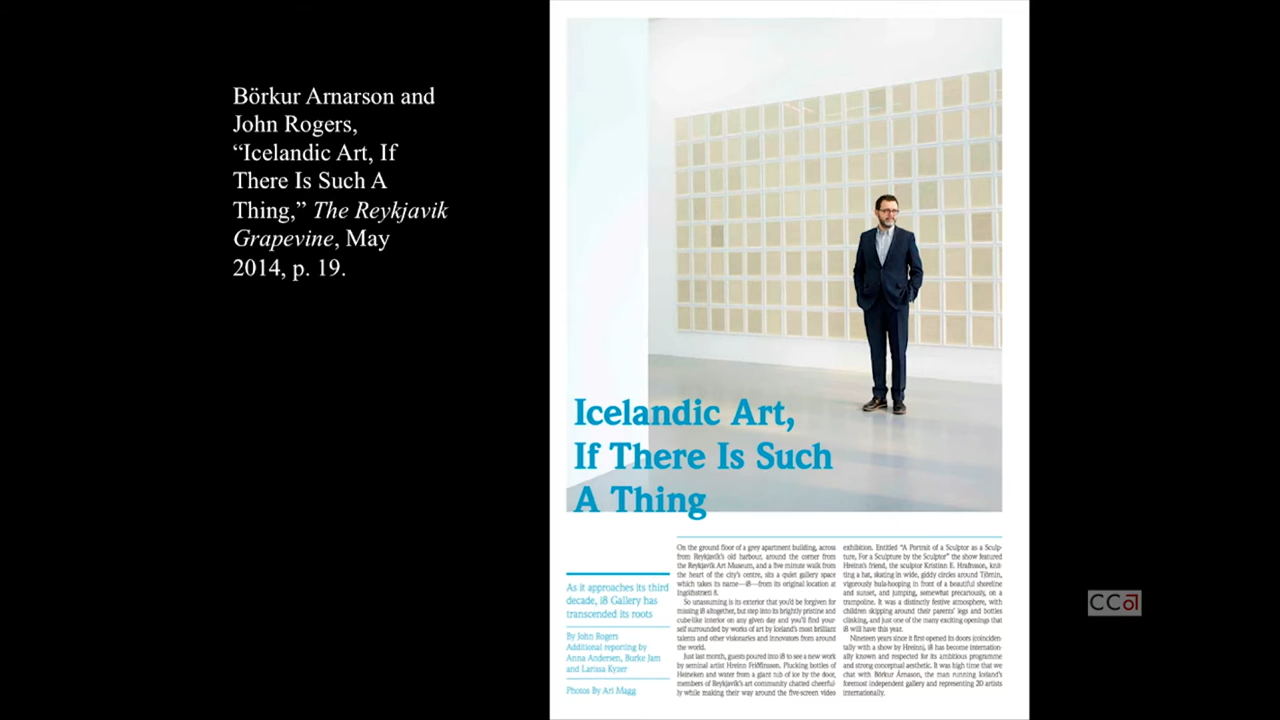 Börkur Arnarson and
John Rogers,
“Icelandic Art, If
There Is Such A
Thing,” The Reykjavik
Grapevine, May
2014, p. 19.
Icelandic Art,
If There Is Such
A Thing
As it approaches its third
decade, i8 Gallery has
transcended its roots
By John Rogers
Additional reporting by
Anna Andersen, Burke Jam
and Larissa Kyzer
Photos By Ari Magg
On the ground floor of a grey apartment building, across
from Reykjavík's old harbour, around the corner from
the Reykjavík Art Museum, and a five minute walk from
the heart of the city's centre, sits a quiet gallery space
which takes its name—i8—from its original location at
Ingólfsstræti 8.
So unassuming is its exterior that you'd be forgiven for
missing i8 altogether, but step into its brightly pristine and
cube-like interior on any given day and you'll find your-
self surrounded by works of art by Iceland's most brilliant
talents and other visionaries and innovators from around
the world.
Just last month, guests poured into i8 to see a new work
by seminal artist Hreinn Friðfinnsson. Plucking bottles of
Heineken and water from a giant tub of ice by the door,
members of Reykjavík's art community chatted cheerful-
ly while making their way around the five-screen video
exhibition. Entitled “A Portrait of a Sculptor as a Sculp-
ture, For a Sculpture by the Sculptor” the show featured
Hreinn's friend, the sculptor Kristinn E. Hrafnsson, knit-
ting a hat, skating in wide, giddy circles around Tjörnin,
vigorously hula-hooping in front of a beautiful shoreline
and sunset, and jumping, somewhat precariously, on a
trampoline. It was a distinctly festive atmosphere, with
children skipping around their parents' legs and bottles
clinking, and just one of the many exciting openings that
i8 will have this year.
Nineteen years since it first opened its doors (coinciden-
tally with a show by Hreinn), i8 has become internation-
ally known and respected for its ambitious programme
and strong conceptual aesthetic. It was high time that we
chat with Börkur Arnason, the man running Iceland's
foremost independent gallery and representing 20 artists
internationally.
CCA